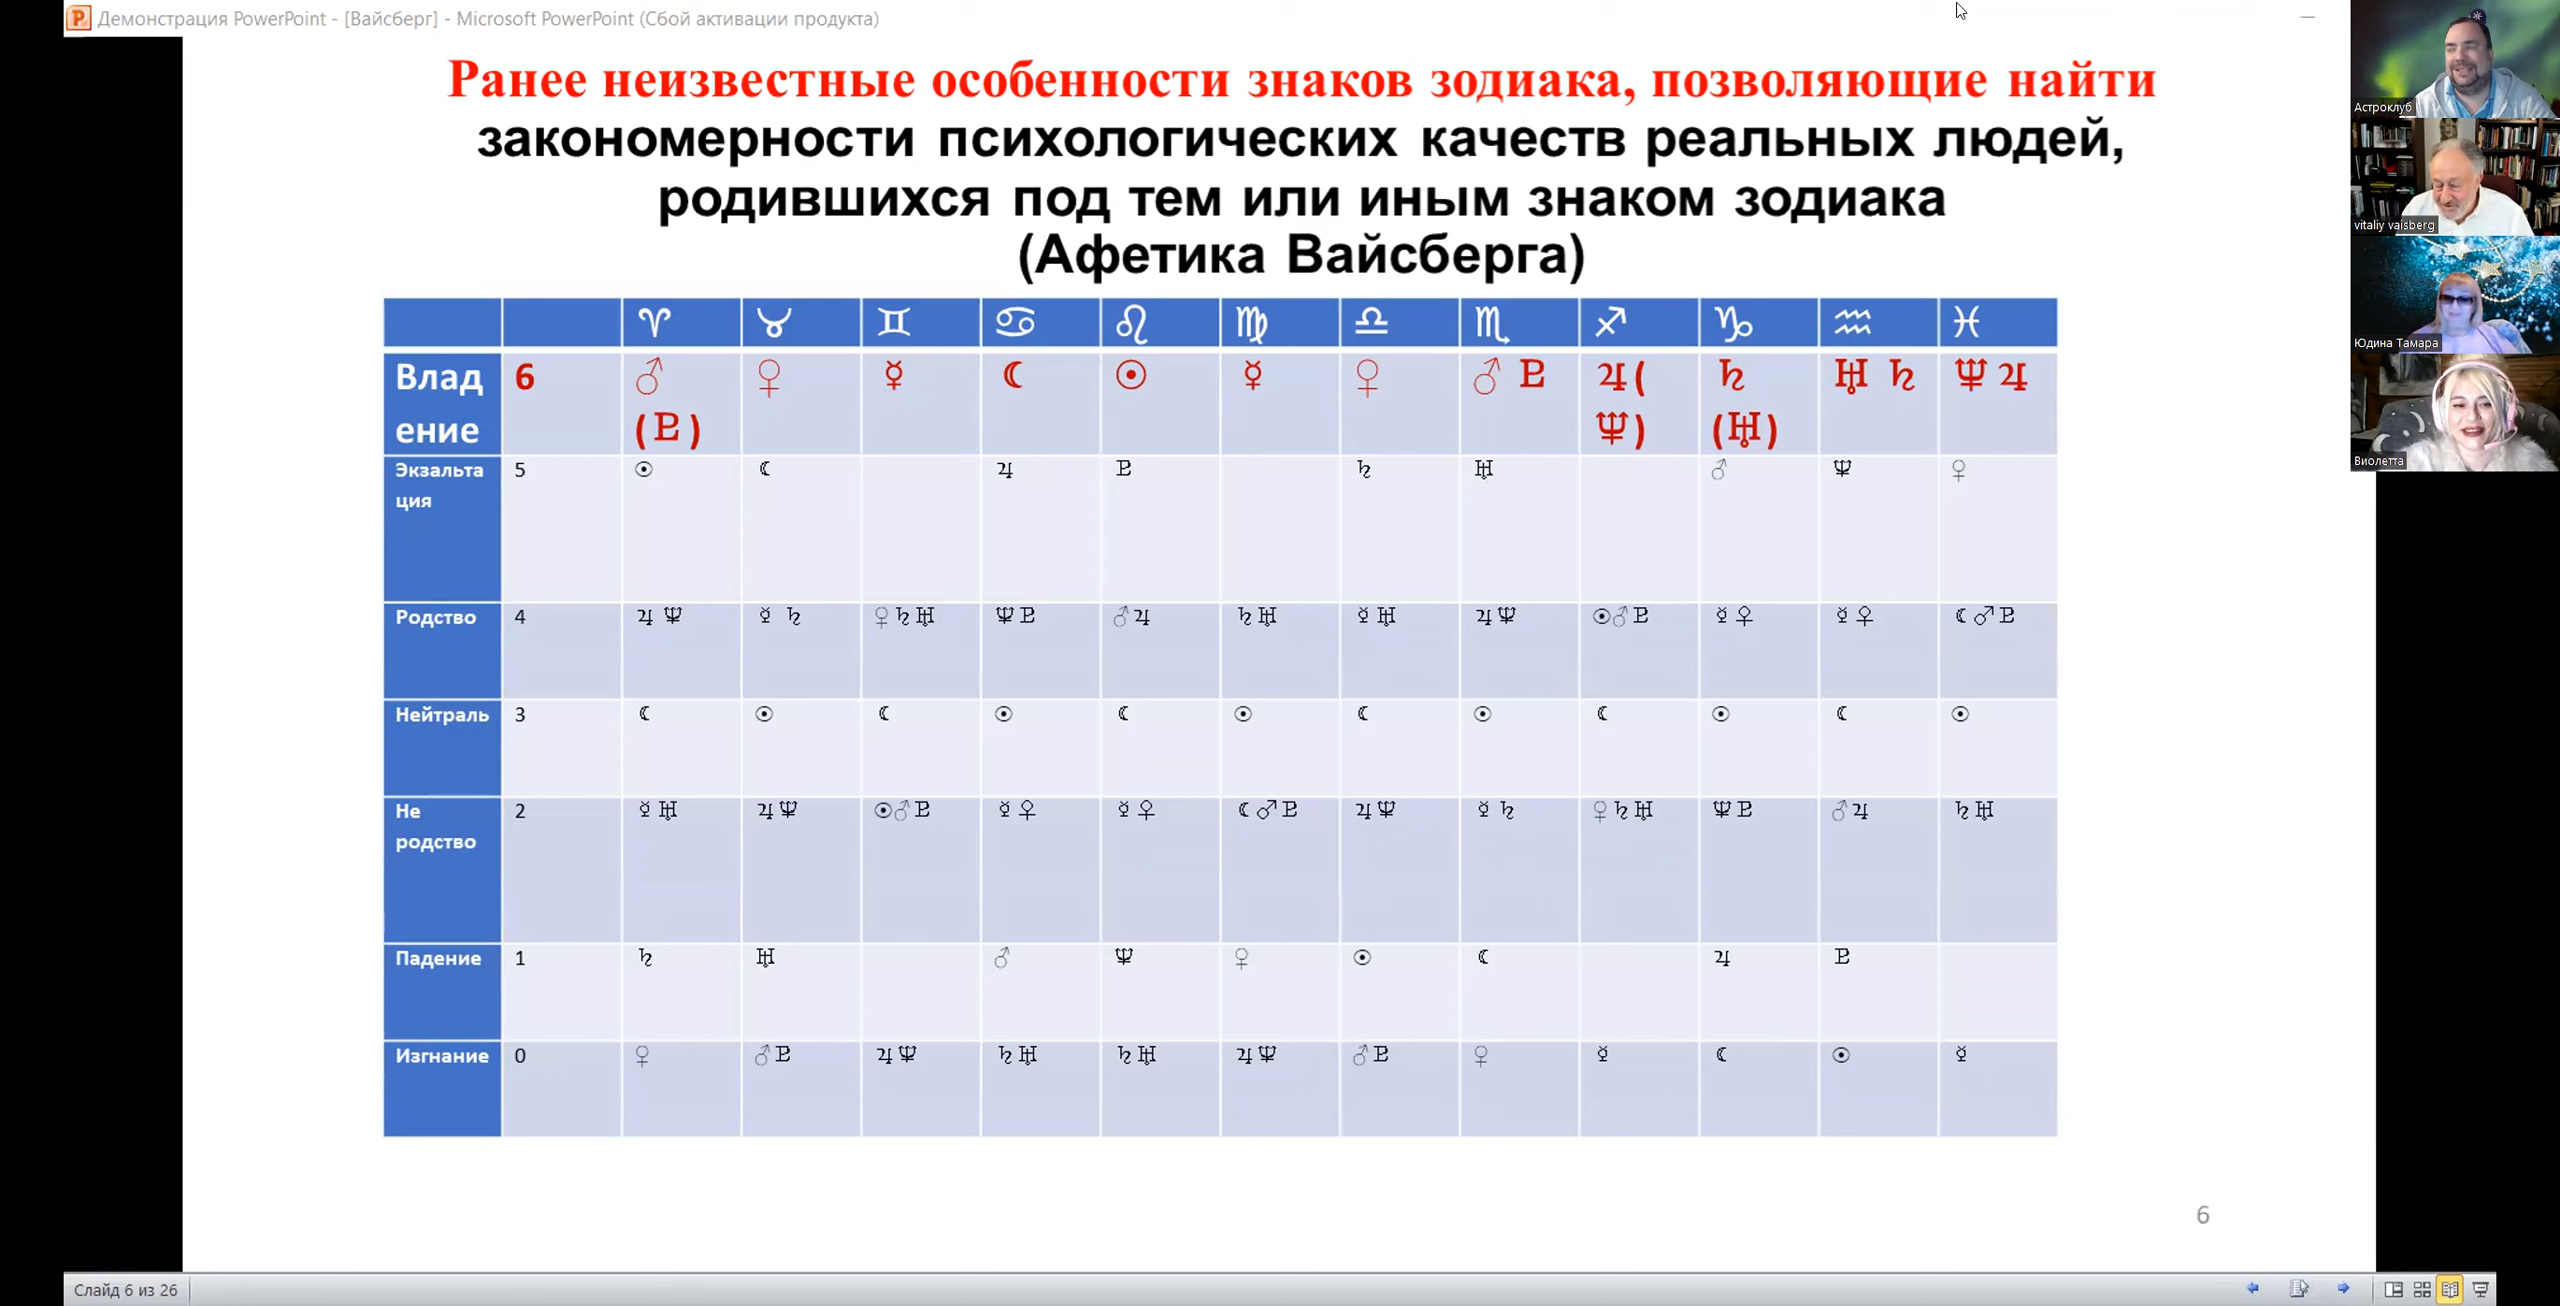 Демонстрация PowerPoint - [Вайсберг] - Microsoft PowerPoint (Сбой активации продукта)
Ранее неизвестные особенности знаков зодиака, позволяющие найти
закономерности психологических качеств реальных людей,
родившихся под тем или иным знаком зодиака
(Афетика Вайсберга)
♈ ♉ ♊ ♋ ♌ ♍ ♎ ♏ ♐ ♑ ♒ ♓
Влад 6 ♂ ♀ ☿ ☾ ☉ ☿ ♀ ♂ ♇ ♃( ♄ ♅ ♄ ♆ ♃
ение (♇) ♆) (♅)
Экзальта 5 ☉ ☾ ♃ ♇ ♄ ♅ ♂ ♆ ♀
ция
Родство 4 ♃ ♆ ☿ ♄ ♀ ♄ ♅ ♆ ♇ ♂ ♃ ♄ ♅ ☿ ♅ ♃ ♆ ☉ ♂ ♇ ☿ ♀ ☿ ♀ ☾ ♂ ♇
Нейтраль 3 ☾ ☉ ☾ ☉ ☾ ☉ ☾ ☉ ☾ ☉ ☾ ☉
Не 2 ☿ ♅ ♃ ♆ ☉ ♂ ♇ ☿ ♀ ☿ ♀ ☾ ♂ ♇ ♃ ♆ ☿ ♄ ♀ ♄ ♅ ♆ ♇ ♂ ♃ ♄ ♅
родство
Падение 1 ♄ ♅ ♂ ♆ ♀ ☉ ☾ ♃ ♇
Изгнание 0 ♀ ♂ ♇ ♃ ♆ ♄ ♅ ♄ ♅ ♃ ♆ ♂ ♇ ♀ ☿ ☾ ☉ ☿
6
Слайд 6 из 26
Астроклуб
vitaliy vaisberg
Юдина Тамара
Виолетта